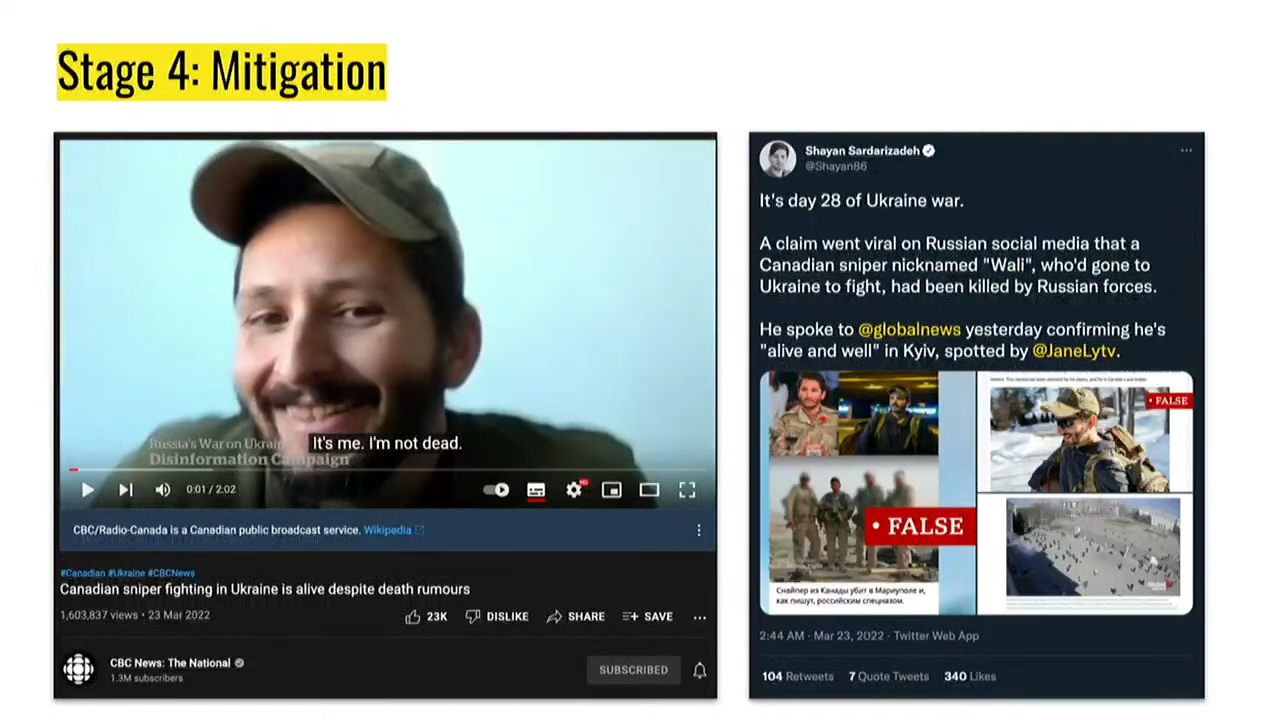 Stage 4: Mitigation
Russia's War on Ukrain
Disinformation Campaign
It's me. I'm not dead.
0:01 / 2:02
HD
CBC/Radio-Canada is a Canadian public broadcast service. Wikipedia
#Canadian #Ukraine #CBCNews
Canadian sniper fighting in Ukraine is alive despite death rumours
1,603,837 views • 23 Mar 2022
23K DISLIKE SHARE SAVE
CBC News: The National
1.3M subscribers
SUBSCRIBED
Shayan Sardarizadeh
@Shayan86
It's day 28 of Ukraine war.
A claim went viral on Russian social media that a
Canadian sniper nicknamed "Wali", who'd gone to
Ukraine to fight, had been killed by Russian forces.
He spoke to @globalnews yesterday confirming he's
"alive and well" in Kyiv, spotted by @JaneLytv.
• FALSE
• FALSE
Снайпер из Канады убит в Мариуполе и,
как пишут, российским спецназом.
2:44 AM · Mar 23, 2022 · Twitter Web App
104 Retweets 7 Quote Tweets 340 Likes